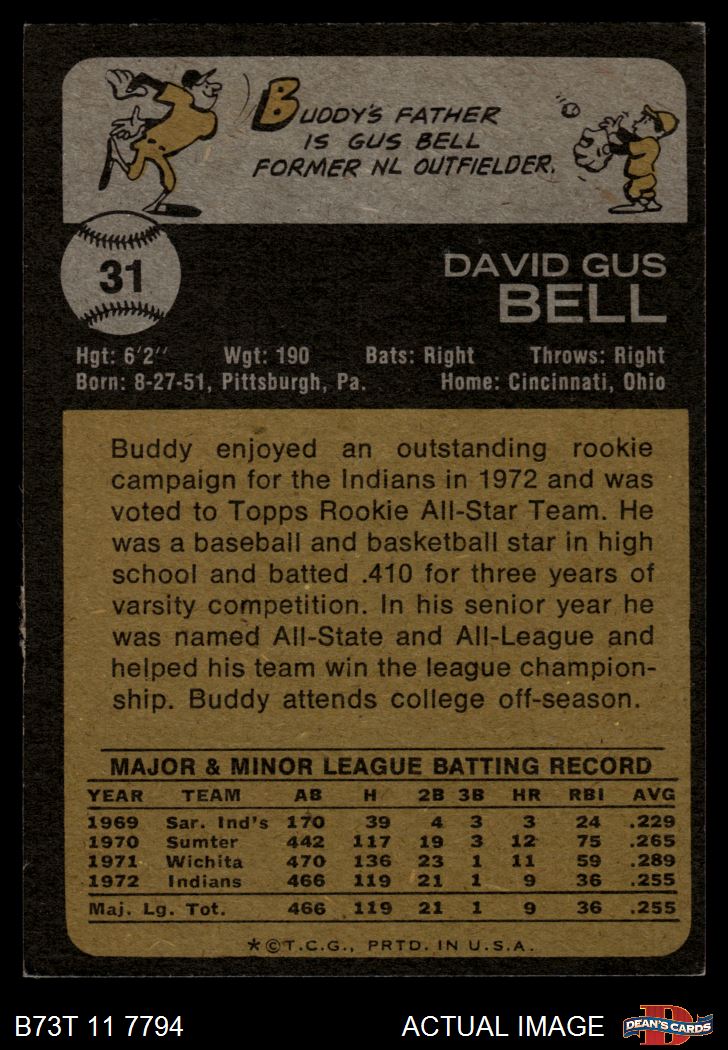 BUDDY'S FATHER
IS GUS BELL
FORMER NL OUTFIELDER.
31
DAVID GUS
BELL
Hgt: 6'2" Wgt: 190 Bats: Right Throws: Right
Born: 8-27-51, Pittsburgh, Pa. Home: Cincinnati, Ohio
Buddy enjoyed an outstanding rookie
campaign for the Indians in 1972 and was
voted to Topps Rookie All-Star Team. He
was a baseball and basketball star in high
school and batted .410 for three years of
varsity competition. In his senior year he
was named All-State and All-League and
helped his team win the league champion-
ship. Buddy attends college off-season.
MAJOR & MINOR LEAGUE BATTING RECORD
YEAR TEAM AB H 2B 3B HR RBI AVG
1969 Sar. Ind's 170 39 4 3 3 24 .229
1970 Sumter 442 117 19 3 12 75 .265
1971 Wichita 470 136 23 1 11 59 .289
1972 Indians 466 119 21 1 9 36 .255
Maj. Lg. Tot. 466 119 21 1 9 36 .255
*©T.C.G., PRTD. IN U.S.A.
B73T 11 7794 ACTUAL IMAGE D DEAN'S CARDS